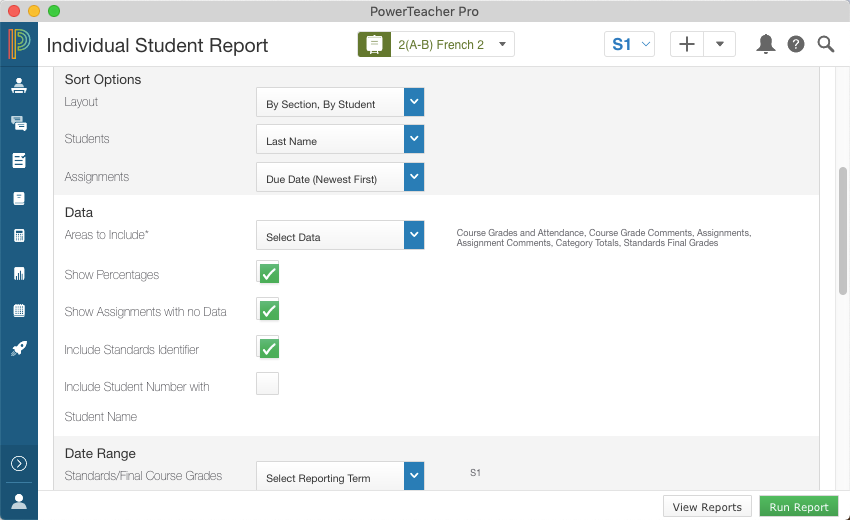 PowerTeacher Pro
Individual Student Report
2(A-B) French 2
S1
Sort Options
Layout
By Section, By Student
Students
Last Name
Assignments
Due Date (Newest First)
Data
Areas to Include*
Select Data
Course Grades and Attendance, Course Grade Comments, Assignments,
Assignment Comments, Category Totals, Standards Final Grades
Show Percentages
Show Assignments with no Data
Include Standards Identifier
Include Student Number with
Student Name
Date Range
Standards/Final Course Grades
Select Reporting Term
S1
View Reports
Run Report